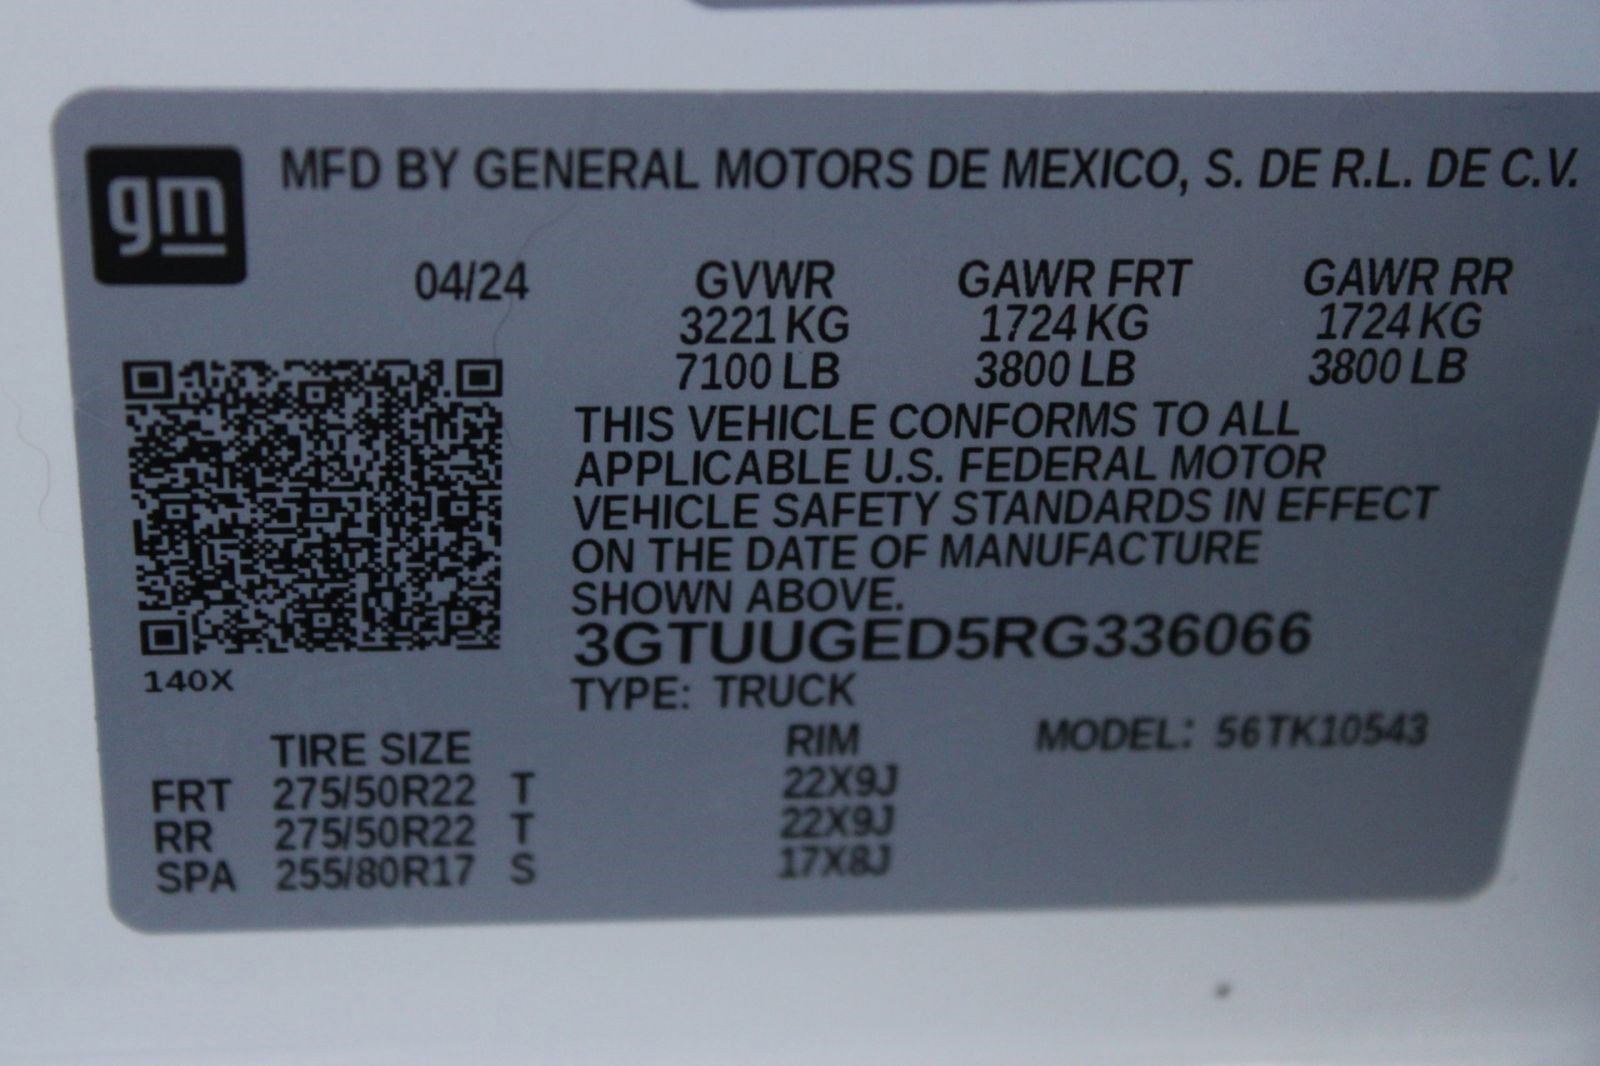 gm
MFD BY GENERAL MOTORS DE MEXICO, S. DE R.L. DE C.V.
04/24 GVWR GAWR FRT GAWR RR
3221 KG 1724 KG 1724 KG
7100 LB 3800 LB 3800 LB
THIS VEHICLE CONFORMS TO ALL
APPLICABLE U.S. FEDERAL MOTOR
VEHICLE SAFETY STANDARDS IN EFFECT
ON THE DATE OF MANUFACTURE
SHOWN ABOVE.
3GTUUGED5RG336066
140X
TYPE: TRUCK
TIRE SIZE RIM MODEL: 56TK10543
FRT 275/50R22 T 22X9J
RR 275/50R22 T 22X9J
SPA 255/80R17 S 17X8J